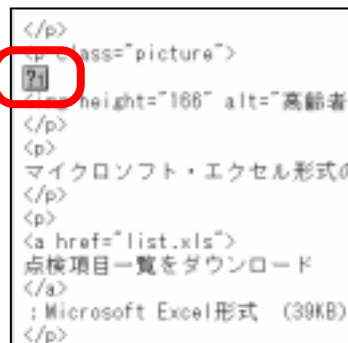 </p>
<p class="picture">
?1
<img height="166" alt="高齢者
</p>
<p>
マイクロソフト・エクセル形式の
</p>
<p>
<a href="list.xls">
点検項目一覧をダウンロード
</a>
：Microsoft Excel形式　(39KB)
</p>